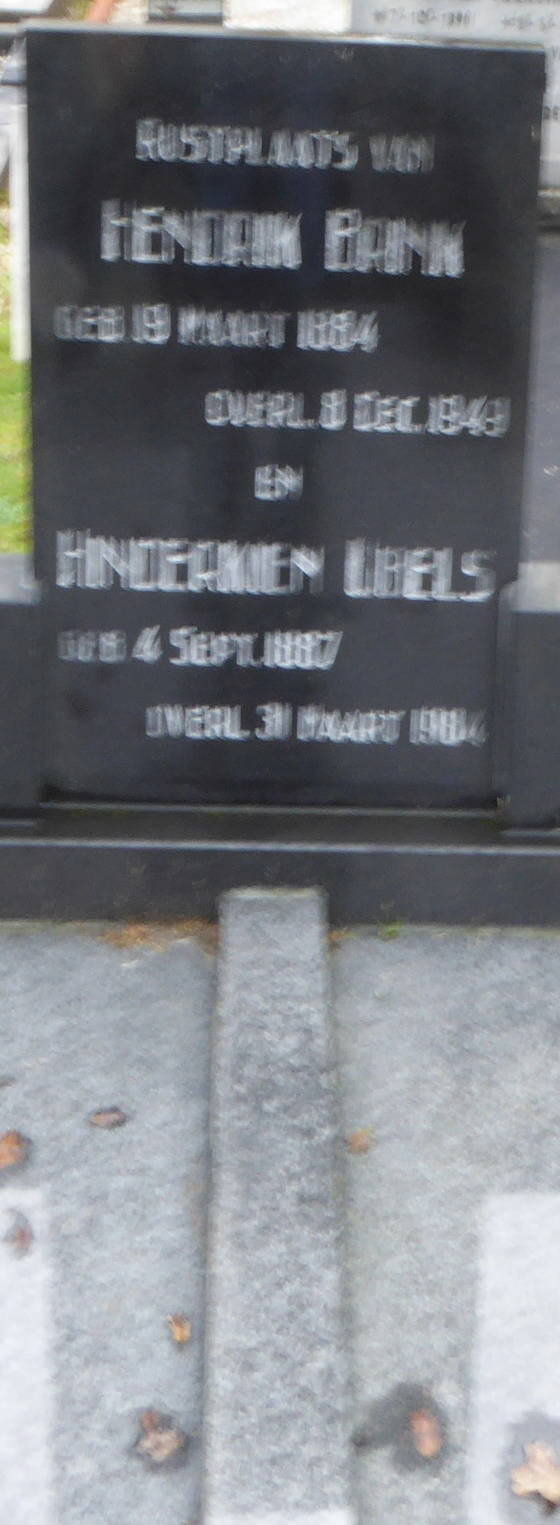 RUSTPLAATS VAN
HENDRIK BRINK
GEB. 19 MAART 1884
OVERL. 8 DEC. 1949
EN
HINDERKIEN UBELS
GEB. 4 SEPT. 1887
OVERL. 31 MAART 1984